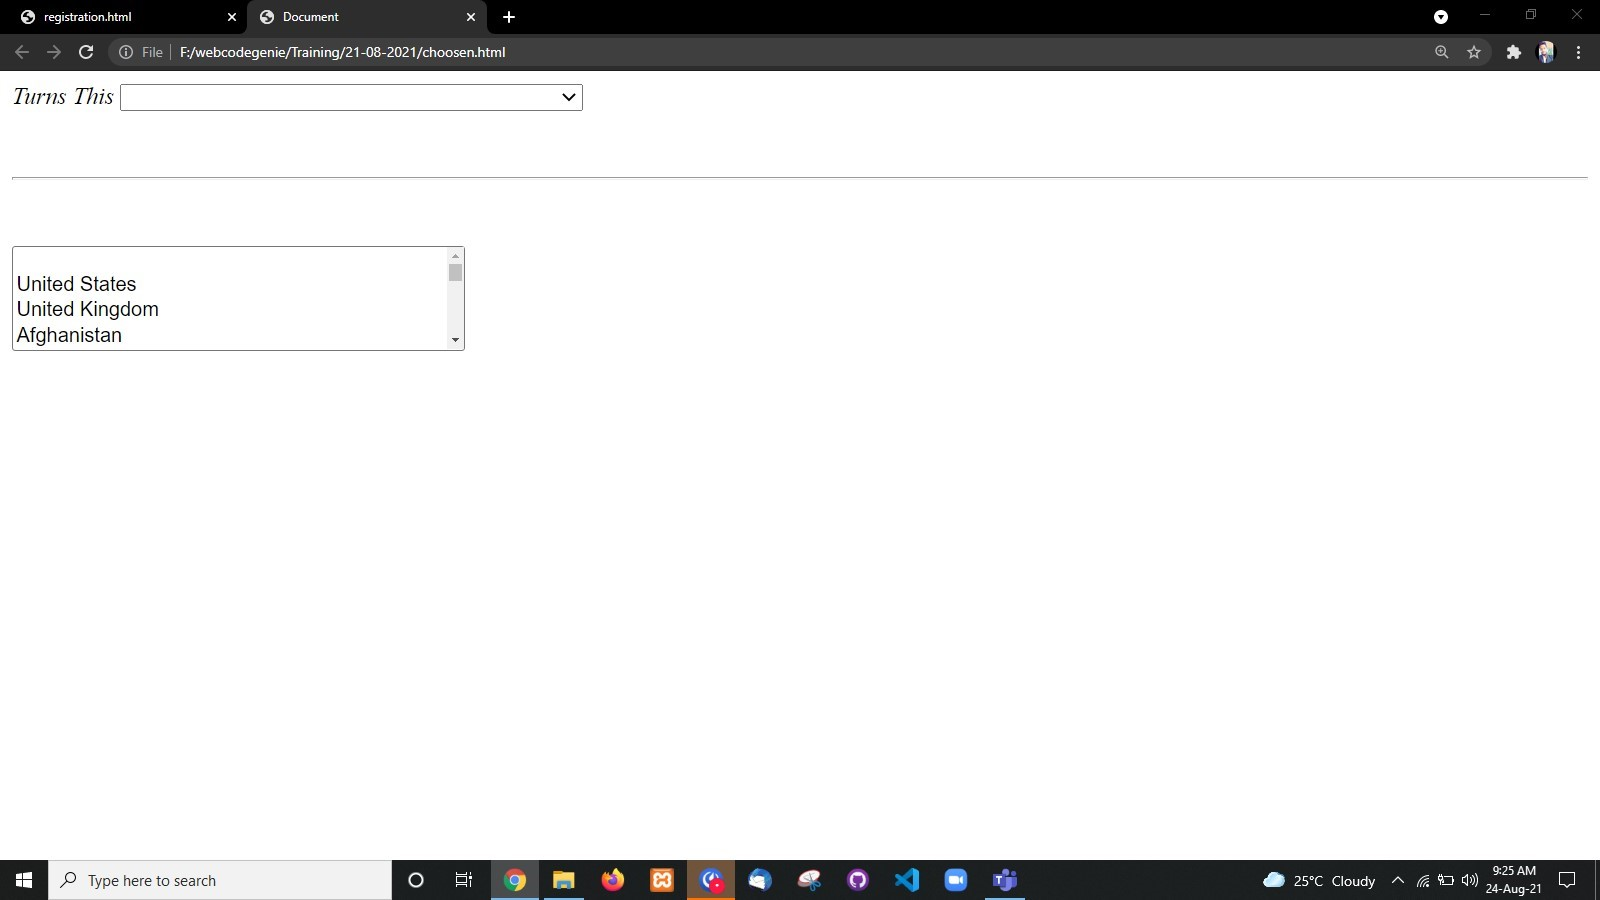 registration.html
Document
File
F:/webcodegenie/Training/21-08-2021/choosen.html
Turns This
United States
United Kingdom
Afghanistan
Type here to search
25°C Cloudy
9:25 AM
24-Aug-21